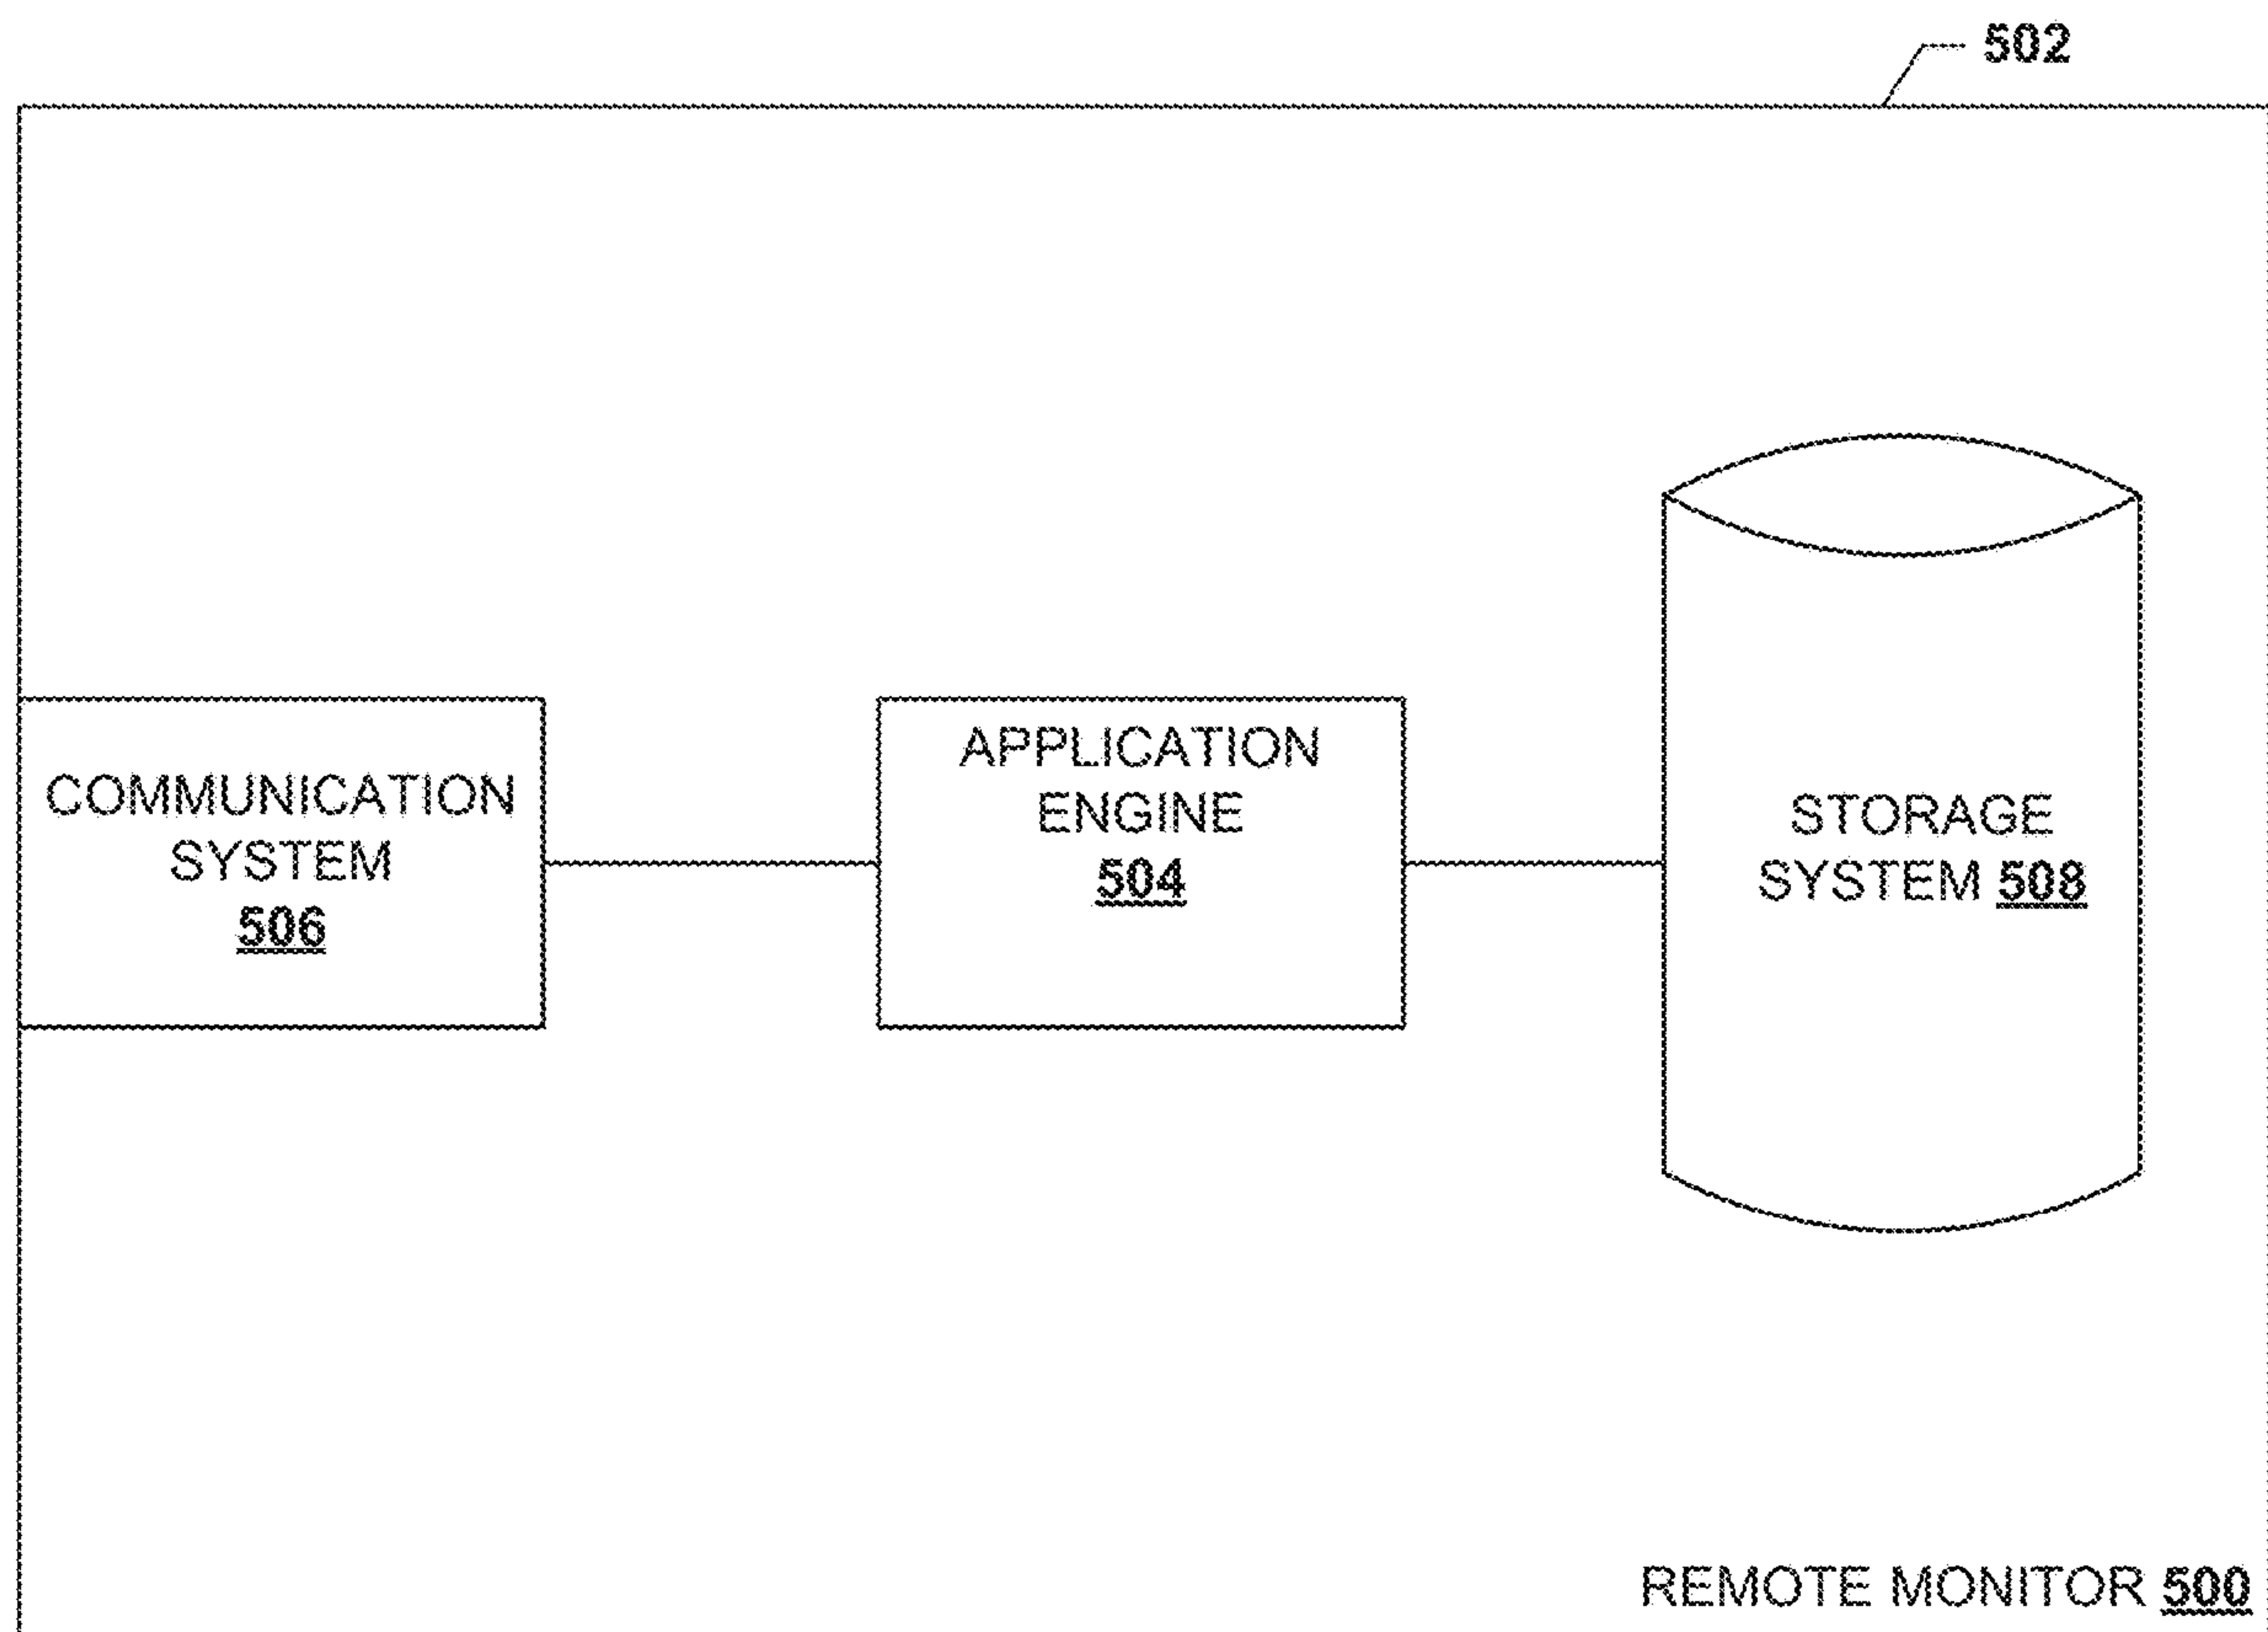 502
COMMUNICATION
SYSTEM
506
APPLICATION
ENGINE
504
STORAGE
SYSTEM 508
REMOTE MONITOR 500